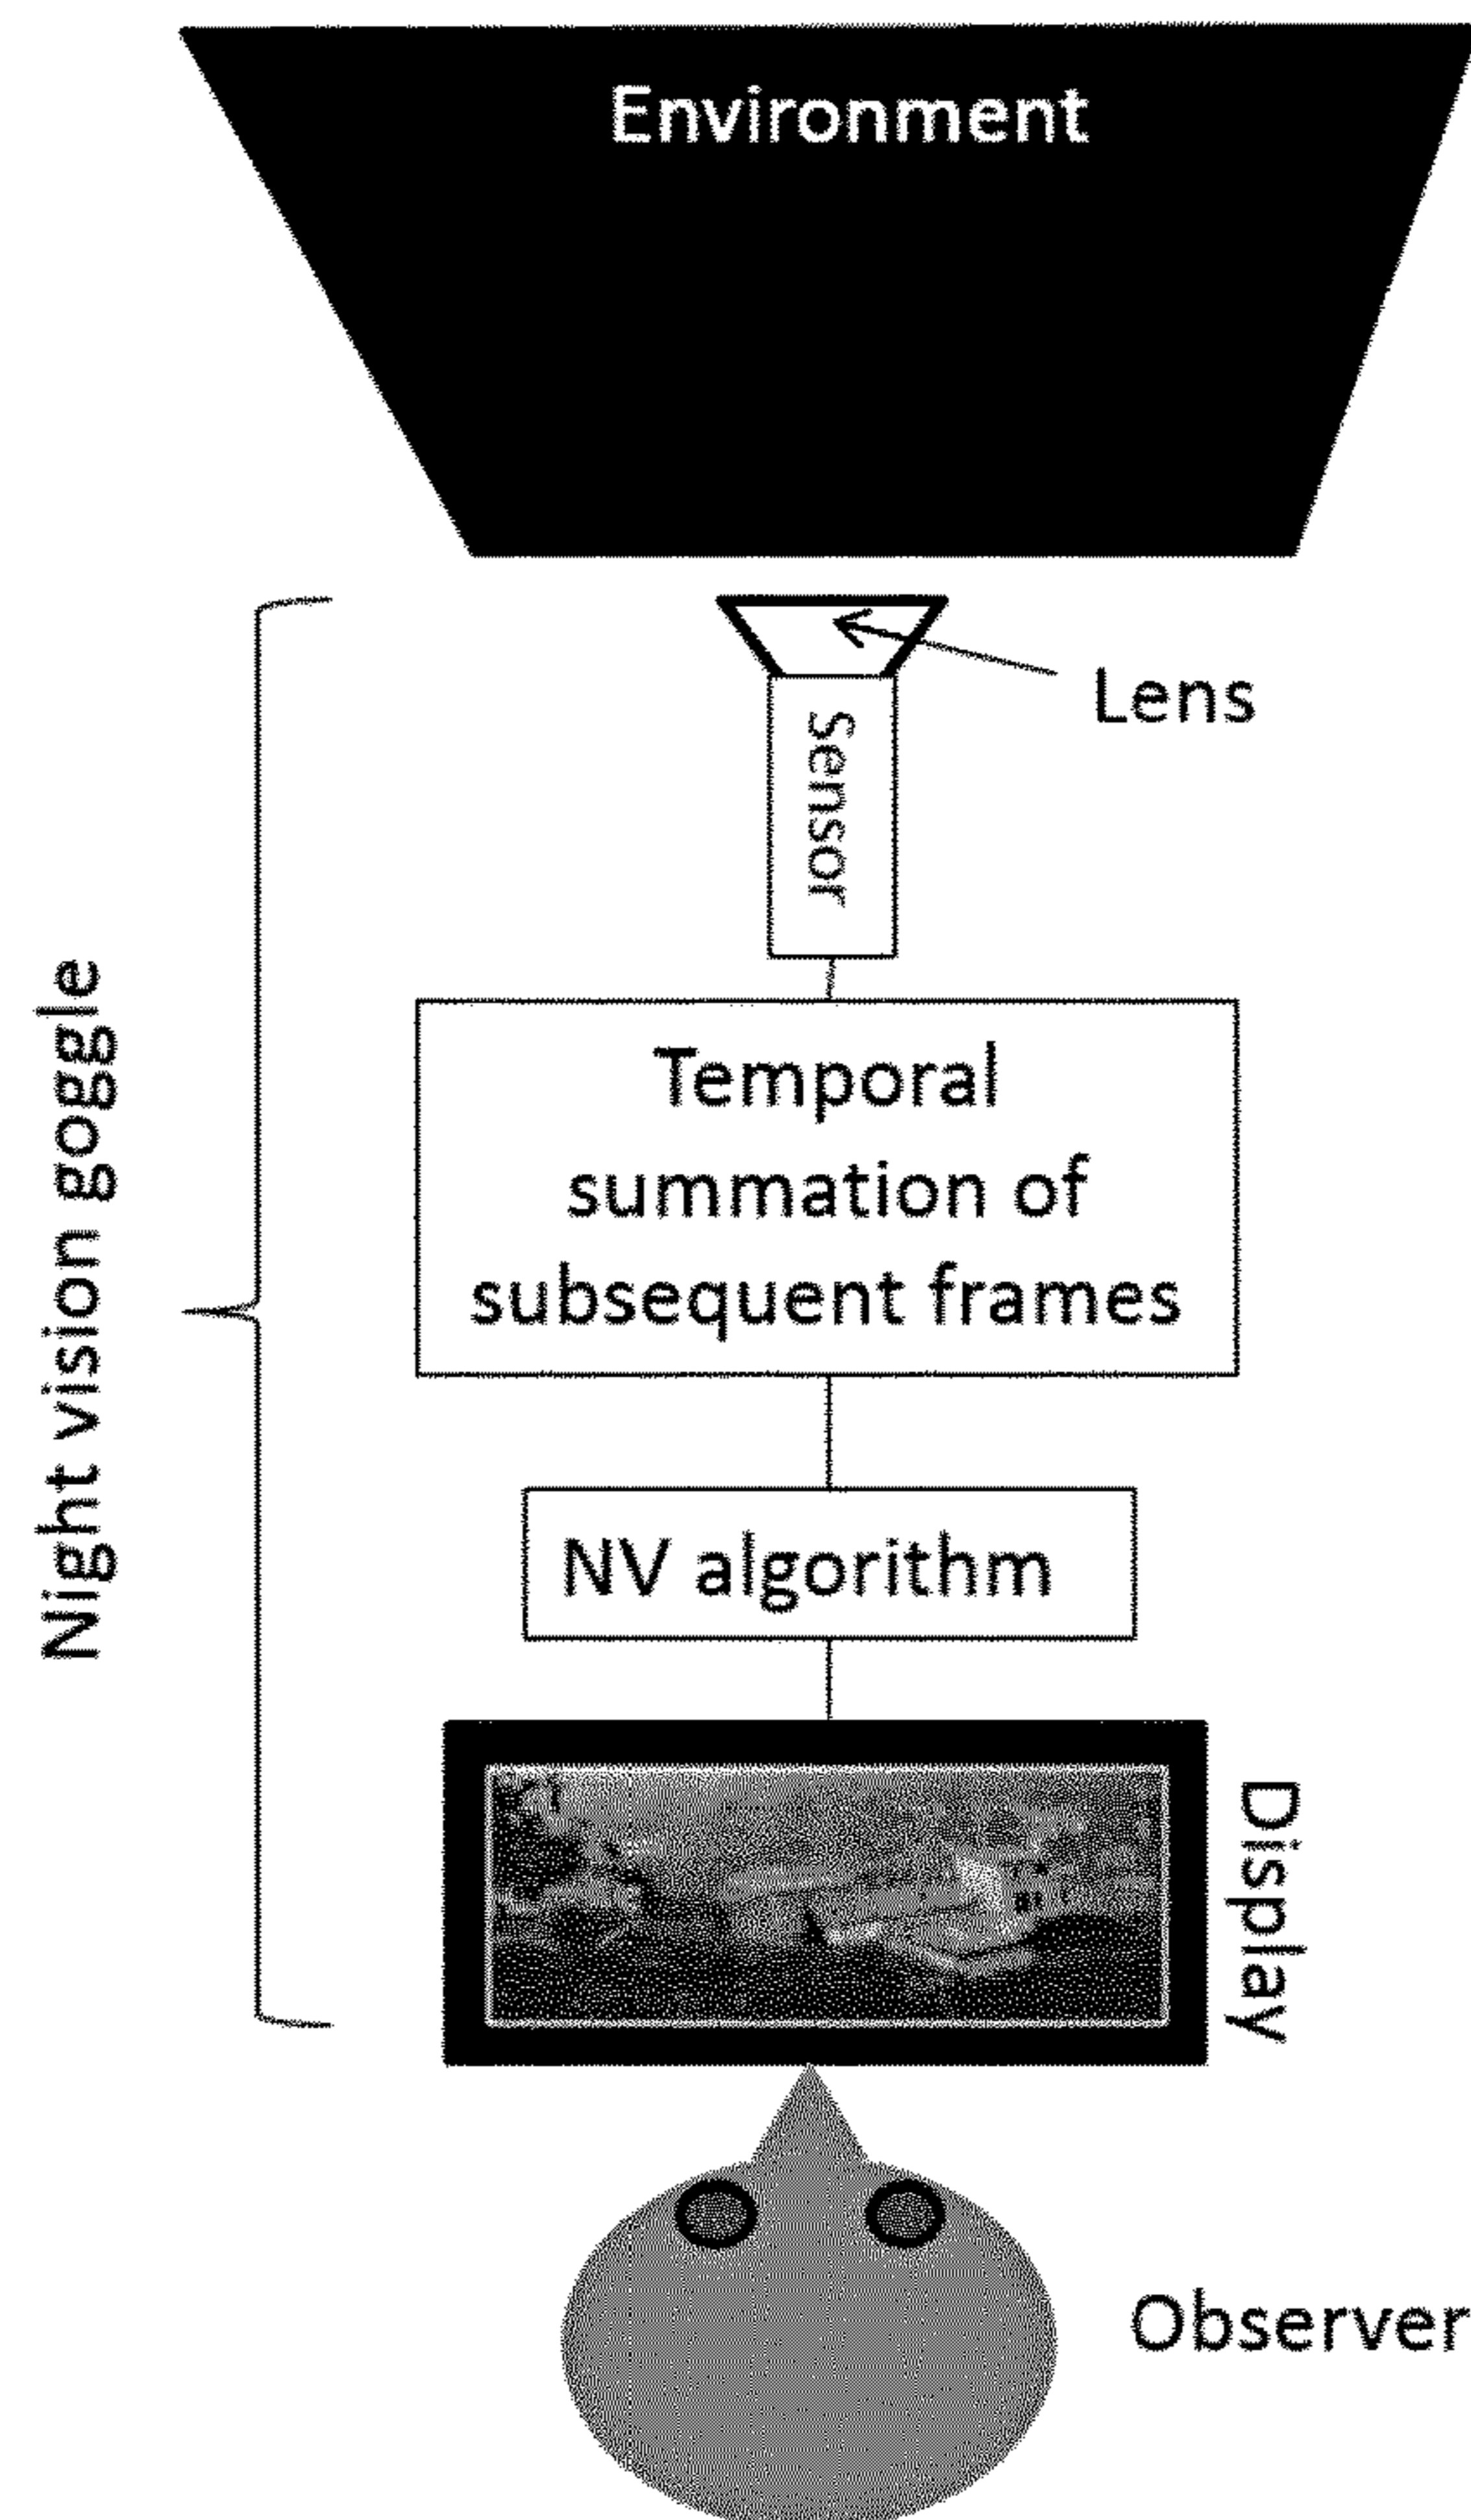 Environment
Lens
Sensor
Temporal
summation of
subsequent frames
Night vision goggle
NV algorithm
Display
Observer